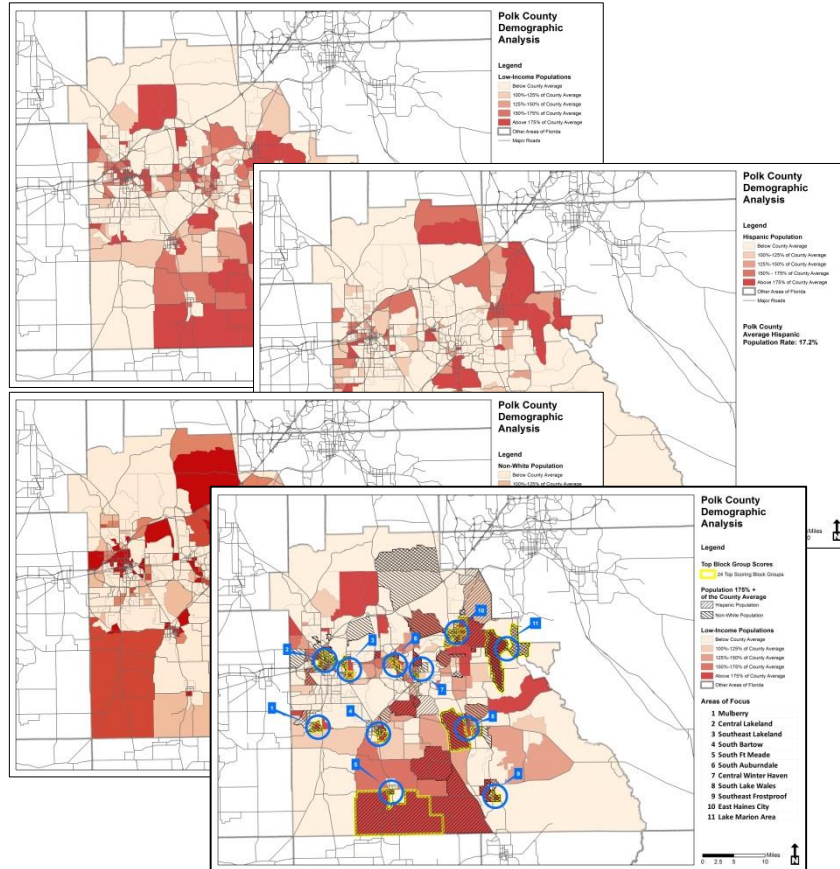 Polk County
Demographic
Analysis
Legend
Low-Income Populations
Below County Average
100%-125% of County Average
125%-150% of County Average
150%-175% of County Average
Above 175% of County Average
Other Areas of Florida
Major Roads
Polk County
Demographic
Analysis
Legend
Hispanic Population
Below County Average
100%-125% of County Average
125%-150% of County Average
150% - 175% of County Average
Above 175% of County Average
Other Areas of Florida
Major Roads
Polk County
Average Hispanic
Population Rate: 17.2%
Miles
N
Polk County
Demographic
Analysis
Legend
Non-White Population
Below County Average
100%-125% of County Average
Polk County
Demographic
Analysis
Legend
Top Block Group Scores
24 Top Scoring Block Groups
Population 175% +
of the County Average
Hispanic Population
Non-White Population
Low-Income Populations
Below County Average
100%-125% of County Average
125%-150% of County Average
150%-175% of County Average
Above 175% of County Average
Other Areas of Florida
Areas of Focus
1 Mulberry
2 Central Lakeland
3 Southeast Lakeland
4 South Bartow
5 South Ft Meade
6 South Auburndale
7 Central Winter Haven
8 South Lake Wales
9 Southeast Frostproof
10 East Haines City
11 Lake Marion Area
10
11
2
3
6
7
1
4
8
9
Miles
0 2.5 5 10
N